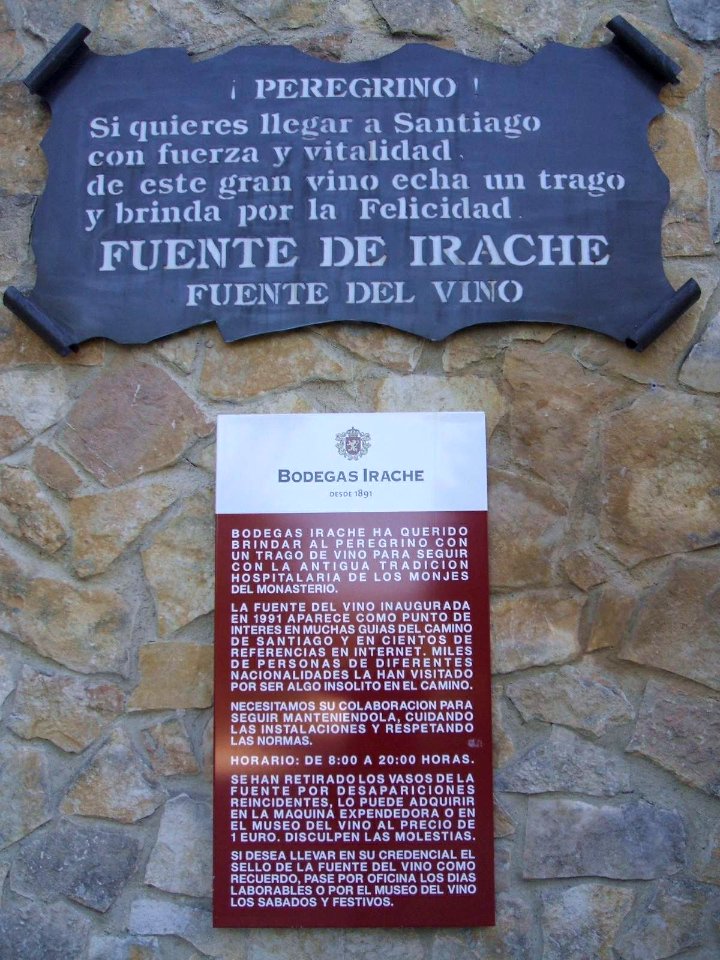 ¡ PEREGRINO !
Si quieres llegar a Santiago
con fuerza y vitalidad
de este gran vino echa un trago
y brinda por la Felicidad.
FUENTE DE IRACHE
FUENTE DEL VINO
BODEGAS IRACHE
DESDE 1891
BODEGAS IRACHE HA QUERIDO
BRINDAR AL PEREGRINO CON
UN TRAGO DE VINO PARA SEGUIR
CON LA ANTIGUA TRADICION
HOSPITALARIA DE LOS MONJES
DEL MONASTERIO.
LA FUENTE DEL VINO INAUGURADA
EN 1991 APARECE COMO PUNTO DE
INTERES EN MUCHAS GUIAS DEL CAMINO
DE SANTIAGO Y EN CIENTOS DE
REFERENCIAS EN INTERNET. MILES
DE PERSONAS DE DIFERENTES
NACIONALIDADES LA HAN VISITADO
POR SER ALGO INSOLITO EN EL CAMINO.
NECESITAMOS SU COLABORACION PARA
SEGUIR MANTENIENDOLA, CUIDANDO
LAS INSTALACIONES Y RESPETANDO
LAS NORMAS.
HORARIO: DE 8:00 A 20:00 HORAS.
SE HAN RETIRADO LOS VASOS DE LA
FUENTE POR DESAPARICIONES
REINCIDENTES, LO PUEDE ADQUIRIR
EN LA MAQUINA EXPENDEDORA O EN
EL MUSEO DEL VINO AL PRECIO DE
1 EURO. DISCULPEN LAS MOLESTIAS.
SI DESEA LLEVAR EN SU CREDENCIAL EL
SELLO DE LA FUENTE DEL VINO COMO
RECUERDO, PASE POR OFICINA LOS DIAS
LABORABLES O POR EL MUSEO DEL VINO
LOS SABADOS Y FESTIVOS.